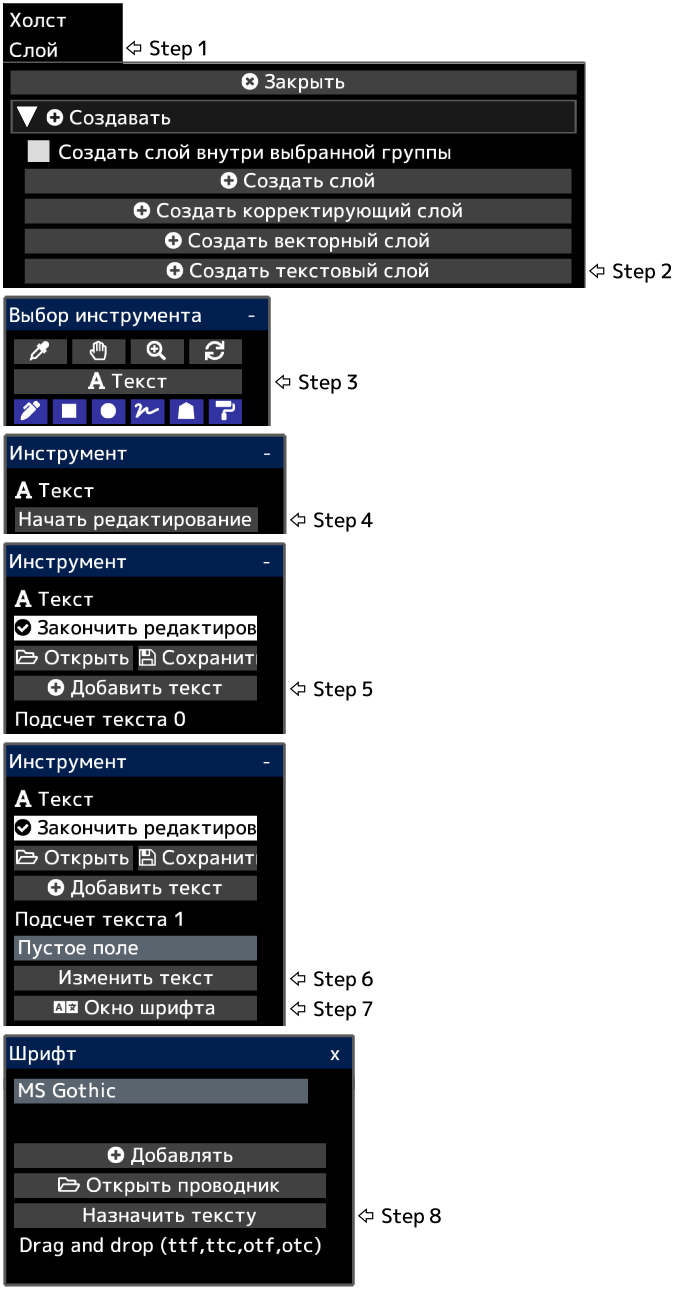 Холст
Слой
⇦ Step 1
Закрыть
Создавать
Создать слой внутри выбранной группы
Создать слой
Создать корректирующий слой
Создать векторный слой
Создать текстовый слой
⇦ Step 2
Выбор инструмента -
A Текст
⇦ Step 3
Инструмент -
A Текст
Начать редактирование
⇦ Step 4
Инструмент -
A Текст
Закончить редактиров
Открыть Сохранит
Добавить текст
⇦ Step 5
Подсчет текста 0
Инструмент -
A Текст
Закончить редактиров
Открыть Сохранит
Добавить текст
Подсчет текста 1
Пустое поле
Изменить текст
⇦ Step 6
Окно шрифта
⇦ Step 7
Шрифт x
MS Gothic
Добавлять
Открыть проводник
Назначить тексту
⇦ Step 8
Drag and drop (ttf,ttc,otf,otc)